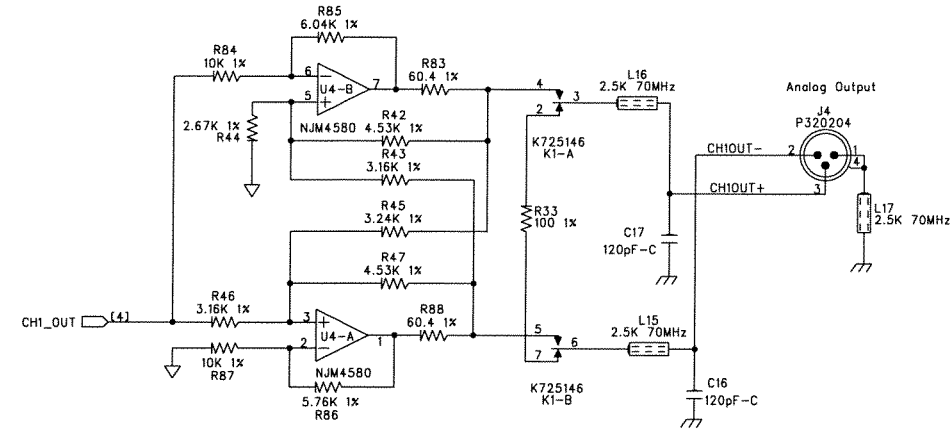 R85
6.04K 1%
R84
10K 1%
6
5
U4-B
7
R83
60.4 1%
2.67K 1%
R44
NJM4580
R42
4.53K 1%
R43
3.16K 1%
R45
3.24K 1%
R47
4.53K 1%
CH1_OUT
[4]
R46
3.16K 1%
3
2
U4-A
1
R88
60.4 1%
10K 1%
R87
NJM4580
5.76K 1%
R86
4
2
3
K725146
K1-A
R33
100 1%
5
7
6
K725146
K1-B
L16
2.5K 70MHz
L15
2.5K 70MHz
C17
120pF-C
C16
120pF-C
Analog Output
J4
P320204
CH1OUT-
2
1
4
CH1OUT+
3
L17
2.5K 70MHz